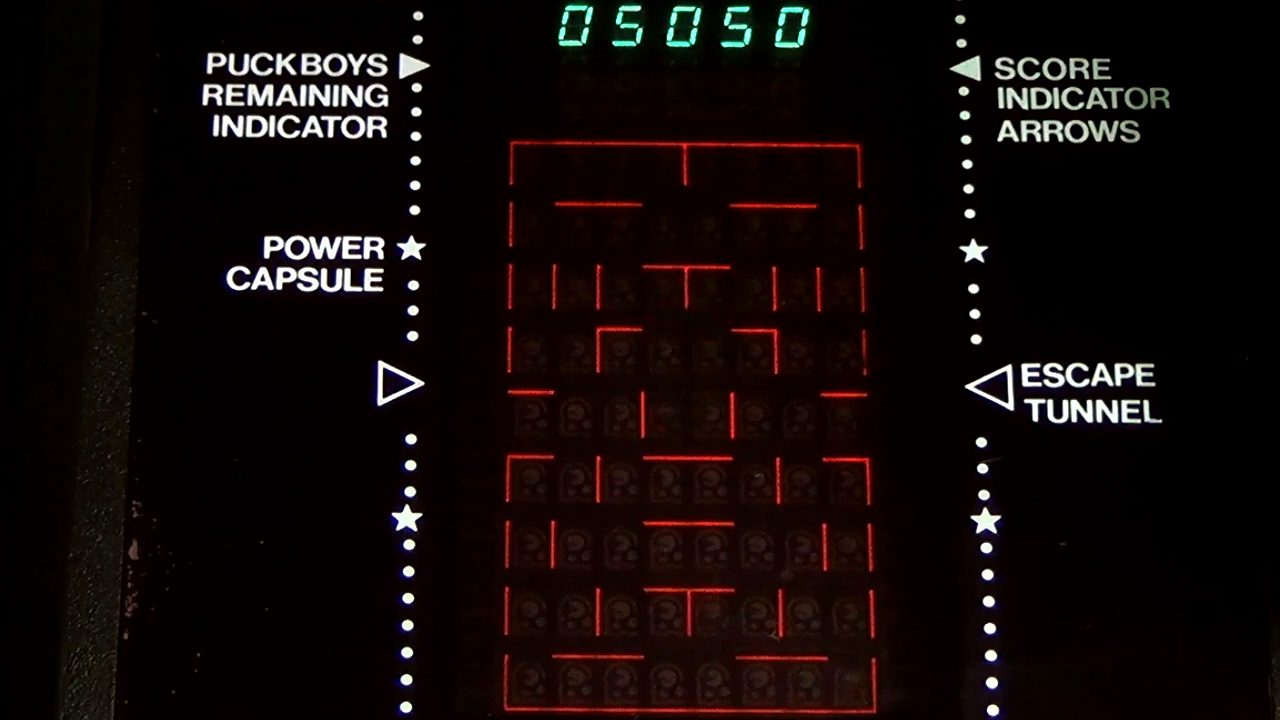 05050
PUCKBOYS
REMAINING
INDICATOR
SCORE
INDICATOR
ARROWS
POWER
CAPSULE
ESCAPE
TUNNEL